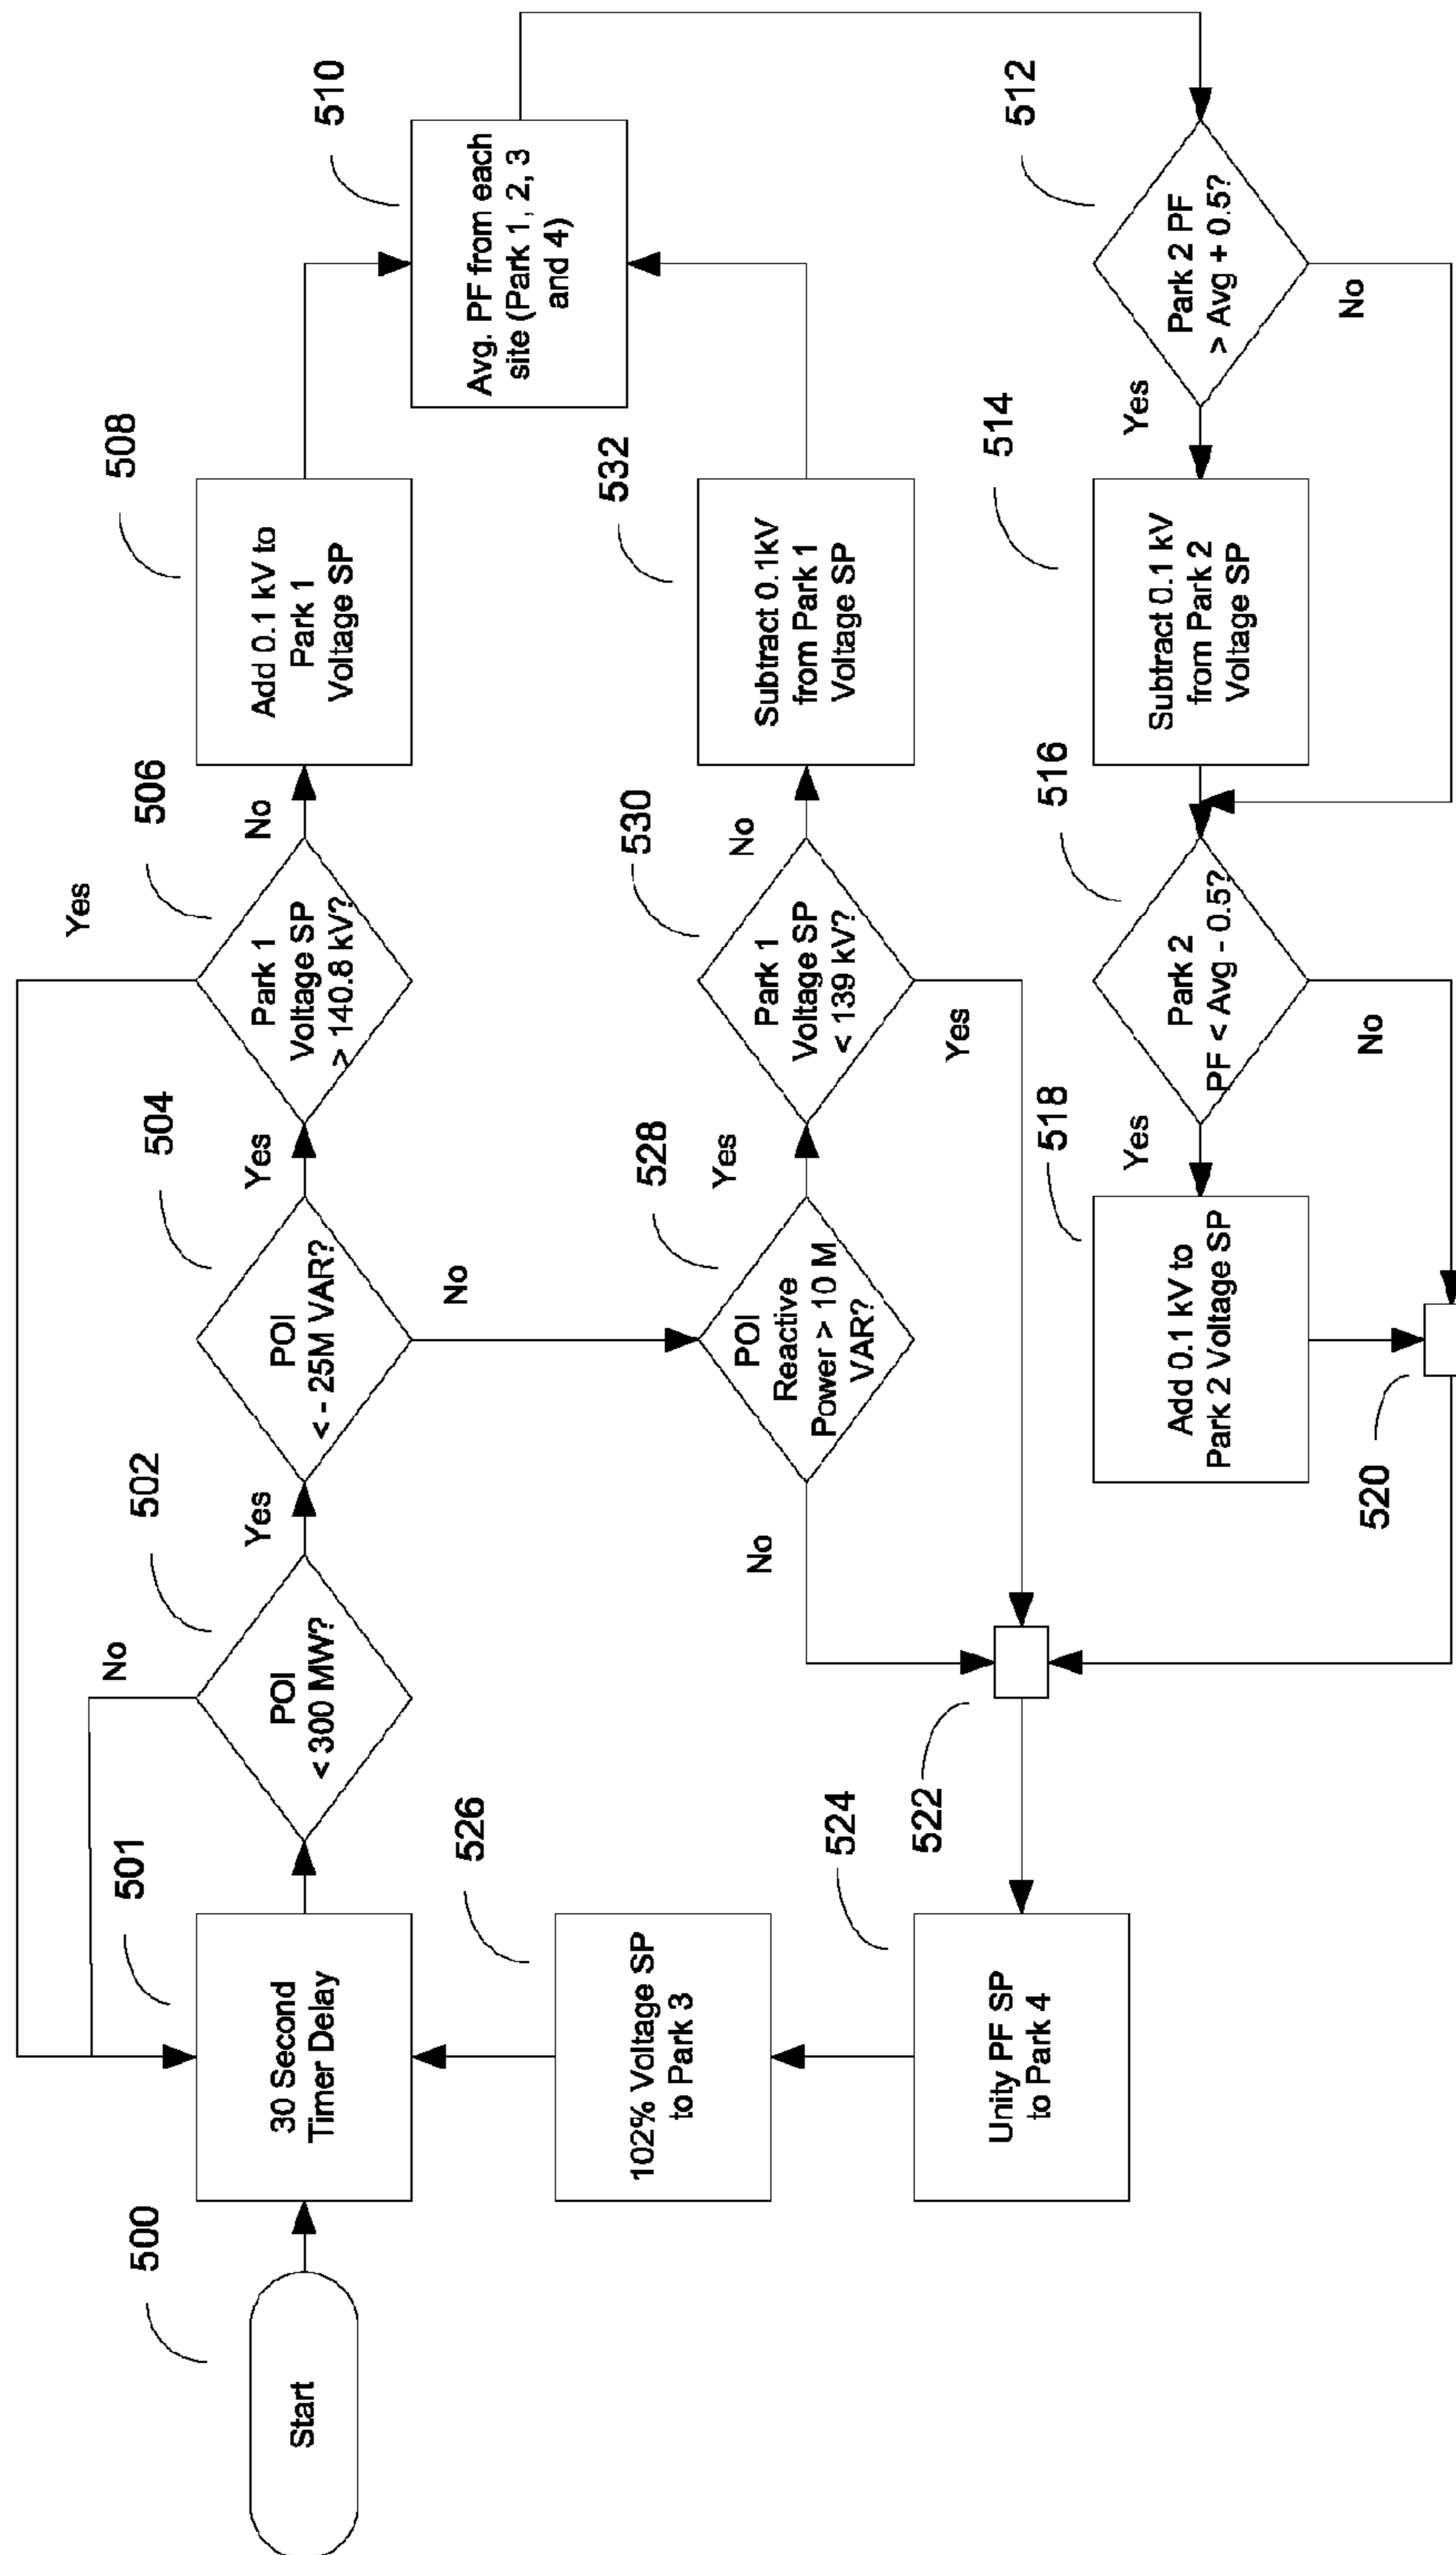 500
Start
501
30 Second
Timer Delay
502
POI
< 300 MW?
No
Yes
504
POI
< - 25M VAR?
Yes
No
506
Park 1
Voltage SP
> 140.8 kV?
Yes
No
508
Add 0.1 kV to
Park 1
Voltage SP
510
Avg. PF from each
site (Park 1, 2, 3
and 4)
526
102% Voltage SP
to Park 3
528
POI
Reactive
Power > 10 M
VAR?
No
Yes
530
Park 1
Voltage SP
< 139 kV?
No
Yes
532
Subtract 0.1kV
from Park 1
Voltage SP
524
Unity PF SP
to Park 4
522
518
Add 0.1 kV to
Park 2 Voltage SP
520
516
Park 2
PF < Avg - 0.5?
Yes
No
514
Subtract 0.1 kV
from Park 2
Voltage SP
512
Park 2 PF
> Avg + 0.5?
Yes
No